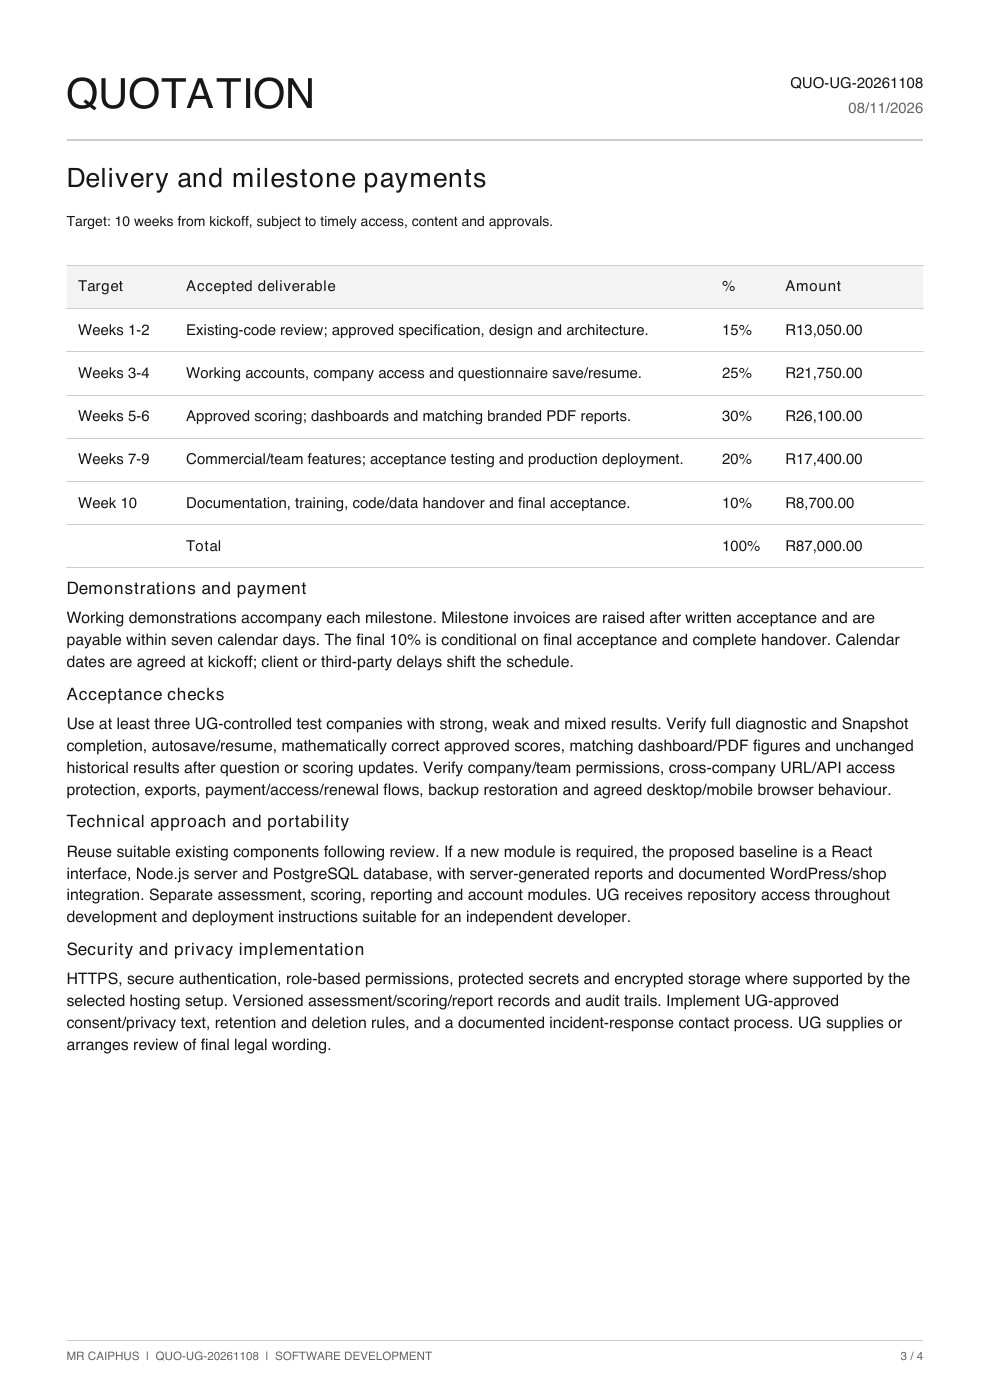 QUOTATION
QUO-UG-20261108
08/11/2026
Delivery and milestone payments
Target: 10 weeks from kickoff, subject to timely access, content and approvals.
Target Accepted deliverable % Amount
Weeks 1-2 Existing-code review; approved specification, design and architecture. 15% R13,050.00
Weeks 3-4 Working accounts, company access and questionnaire save/resume. 25% R21,750.00
Weeks 5-6 Approved scoring; dashboards and matching branded PDF reports. 30% R26,100.00
Weeks 7-9 Commercial/team features; acceptance testing and production deployment. 20% R17,400.00
Week 10 Documentation, training, code/data handover and final acceptance. 10% R8,700.00
Total 100% R87,000.00
Demonstrations and payment
Working demonstrations accompany each milestone. Milestone invoices are raised after written acceptance and are
payable within seven calendar days. The final 10% is conditional on final acceptance and complete handover. Calendar
dates are agreed at kickoff; client or third-party delays shift the schedule.
Acceptance checks
Use at least three UG-controlled test companies with strong, weak and mixed results. Verify full diagnostic and Snapshot
completion, autosave/resume, mathematically correct approved scores, matching dashboard/PDF figures and unchanged
historical results after question or scoring updates. Verify company/team permissions, cross-company URL/API access
protection, exports, payment/access/renewal flows, backup restoration and agreed desktop/mobile browser behaviour.
Technical approach and portability
Reuse suitable existing components following review. If a new module is required, the proposed baseline is a React
interface, Node.js server and PostgreSQL database, with server-generated reports and documented WordPress/shop
integration. Separate assessment, scoring, reporting and account modules. UG receives repository access throughout
development and deployment instructions suitable for an independent developer.
Security and privacy implementation
HTTPS, secure authentication, role-based permissions, protected secrets and encrypted storage where supported by the
selected hosting setup. Versioned assessment/scoring/report records and audit trails. Implement UG-approved
consent/privacy text, retention and deletion rules, and a documented incident-response contact process. UG supplies or
arranges review of final legal wording.
MR CAIPHUS | QUO-UG-20261108 | SOFTWARE DEVELOPMENT
3 / 4